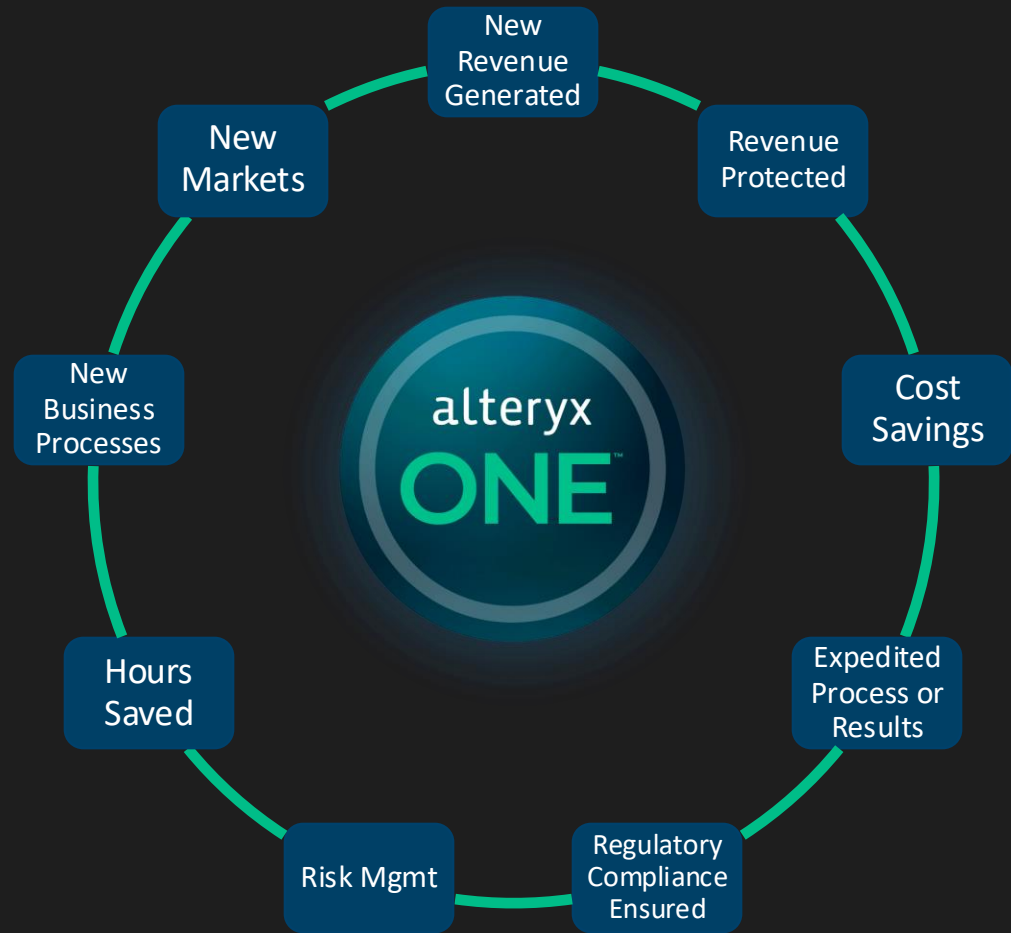 New
Revenue
Generated
Revenue
Protected
Cost
Savings
Expedited
Process or
Results
Regulatory
Compliance
Ensured
Risk Mgmt
Hours
Saved
New
Business
Processes
New
Markets
alteryx
ONE™